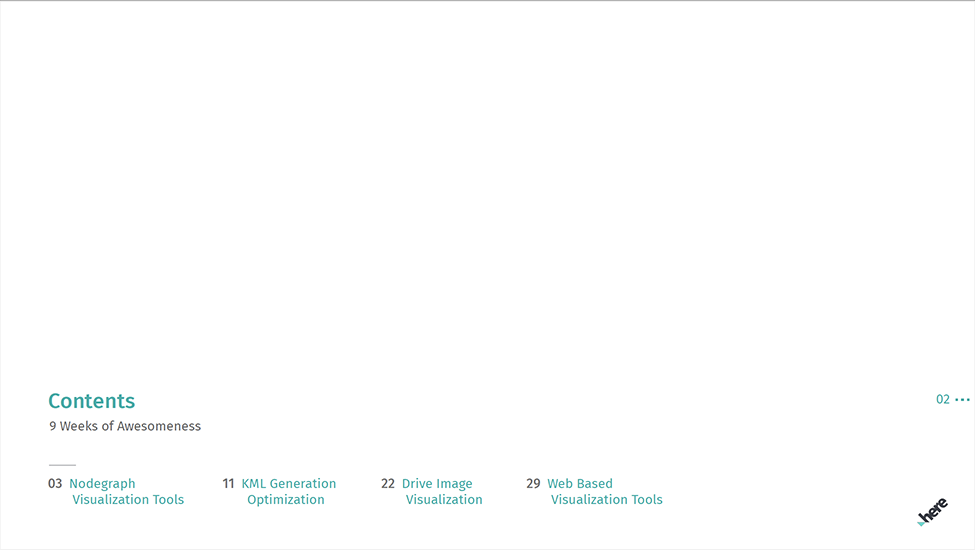 Contents
02 •••
9 Weeks of Awesomeness
03 Nodegraph
Visualization Tools
11 KML Generation
Optimization
22 Drive Image
Visualization
29 Web Based
Visualization Tools
here